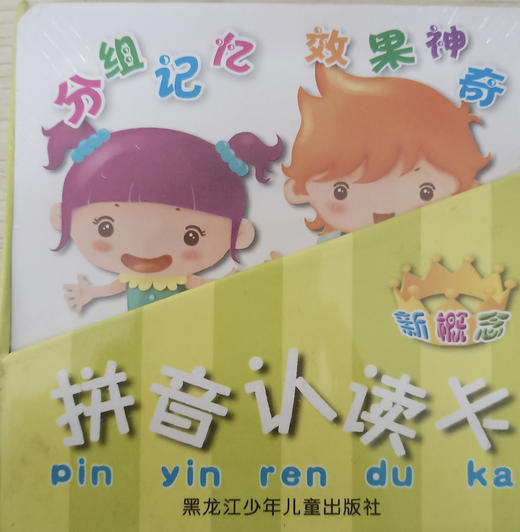 分组记忆 效果神奇
新概念
拼音认读卡
pin yin ren du ka
黑龙江少年儿童出版社